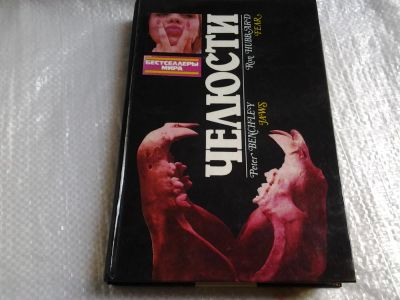 БЕСТСЕЛЛЕРЫ
МИРА
ЧЕЛЮСТИ
Peter BENCHLEY
JAWS
Ron HUBBARD
FEAR